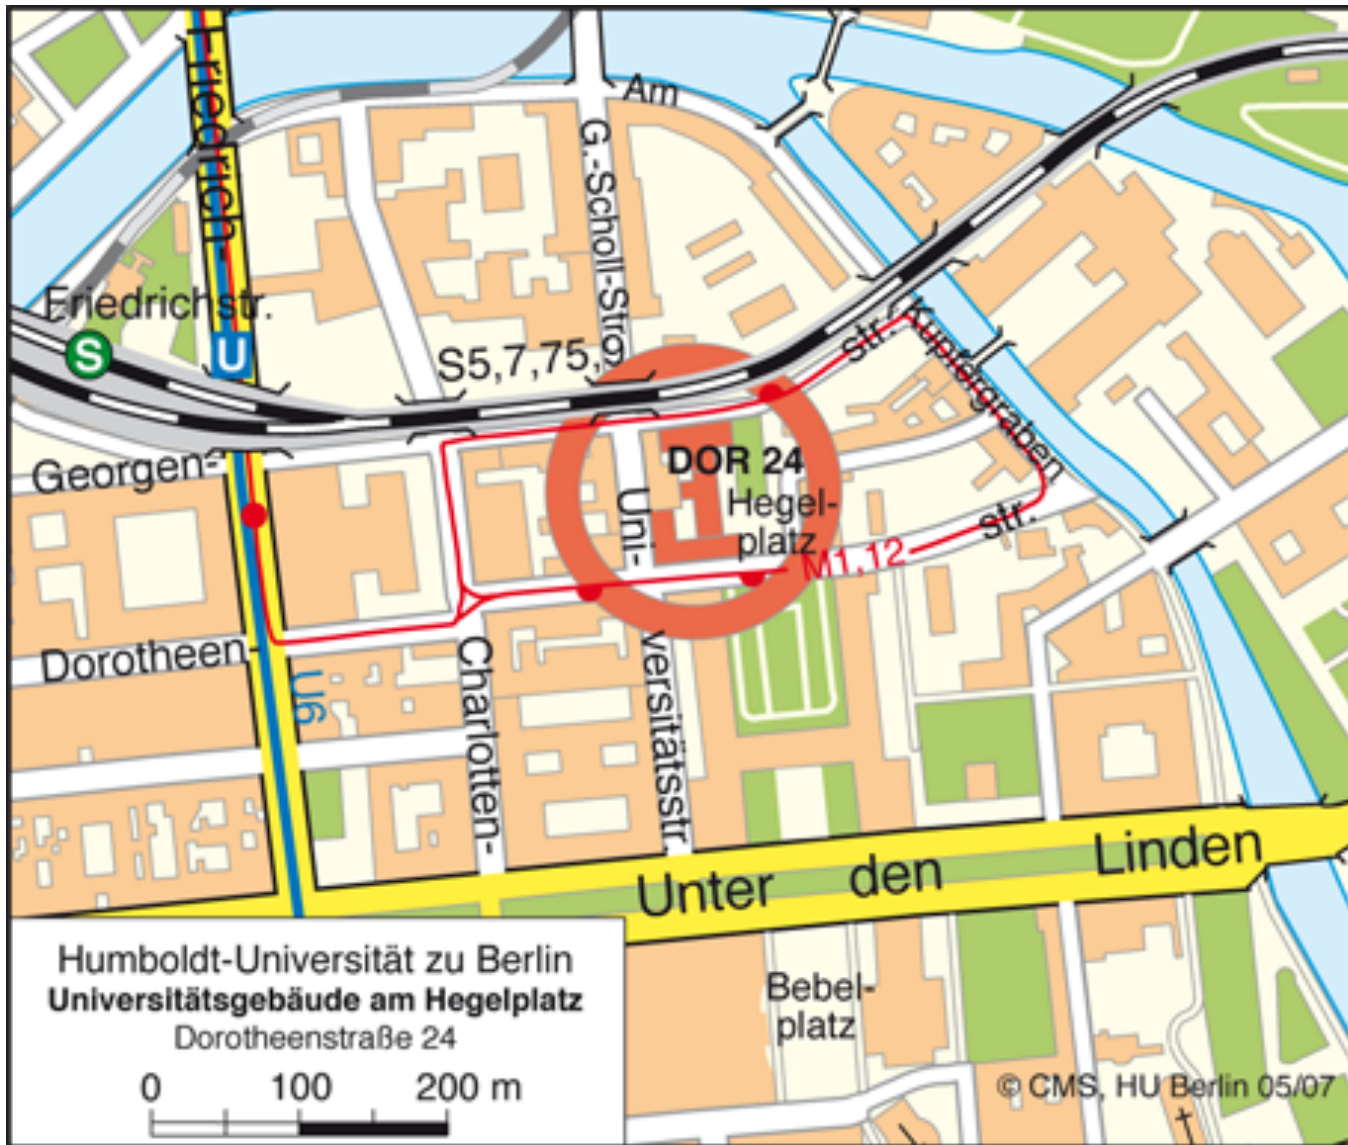 Friedrich-
Am
G.-Scholl-Str.
Friedrichstr.
S
U
S5,7,75,9
str.
Kupfergraben
Georgen-
DOR 24
Hegel-
platz
Uni-
str.
M1,12
Dorotheen-
U6
Charlotten-
versitätsstr.
Unter den Linden
Bebel-
platz
Humboldt-Universität zu Berlin
Universitätsgebäude am Hegelplatz
Dorotheenstraße 24
0 100 200 m
© CMS, HU Berlin 05/07